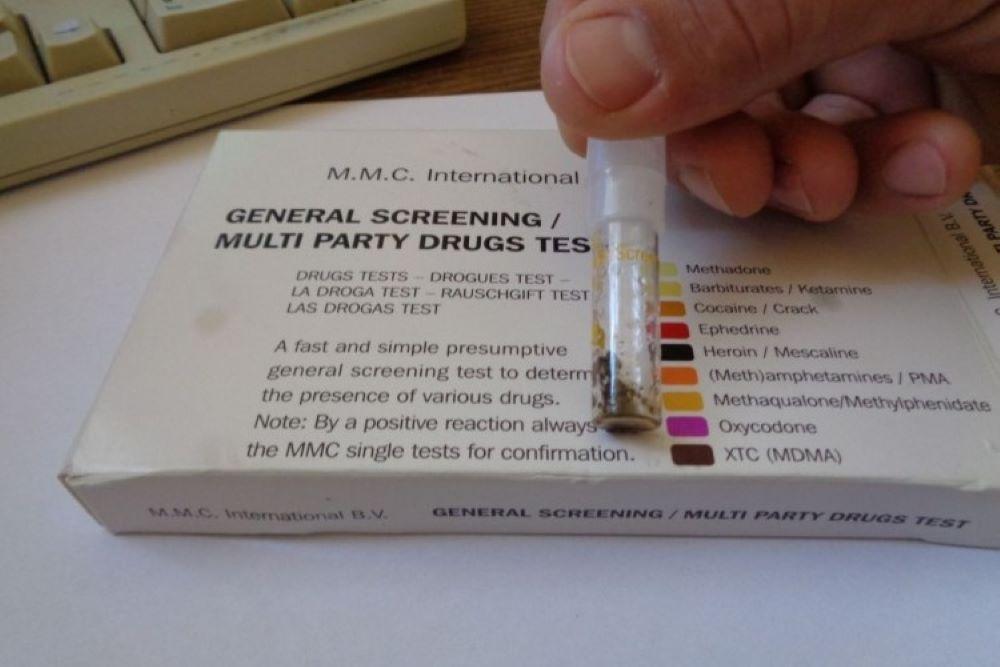 M.M.C. International
GENERAL SCREENING /
MULTI PARTY DRUGS TES
DRUGS TESTS – DROGUES TEST –
LA DROGA TEST – RAUSCHGIFT TEST
LAS DROGAS TEST
A fast and simple presumptive
general screening test to determ
the presence of various drugs.
Note: By a positive reaction always
the MMC single tests for confirmation.
Methadone
Barbiturates / Ketamine
Cocaine / Crack
Ephedrine
Heroin / Mescaline
(Meth)amphetamines / PMA
Methaqualone/Methylphenidate
Oxycodone
XTC (MDMA)
M.M.C. International B.V.
GENERAL SCREENING / MULTI PARTY DRUGS TEST
International B.V.
PARTY